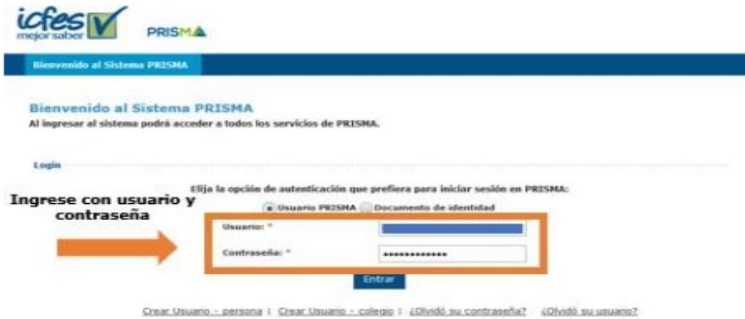 icfes
mejor saber
PRISMA
Bienvenido al Sistema PRISMA
Bienvenido al Sistema PRISMA
Al ingresar al sistema podrá acceder a todos los servicios de PRISMA.
Login
Elija la opción de autenticación que prefiera para iniciar sesión en PRISMA:
Ingrese con usuario y
contraseña
Usuario PRISMA Documento de identidad
Usuario: *
Contraseña: * ••••••••••••
Entrar
Crear Usuario - persona | Crear Usuario - colegio | ¿Olvidó su contraseña? ¿Olvidó su usuario?